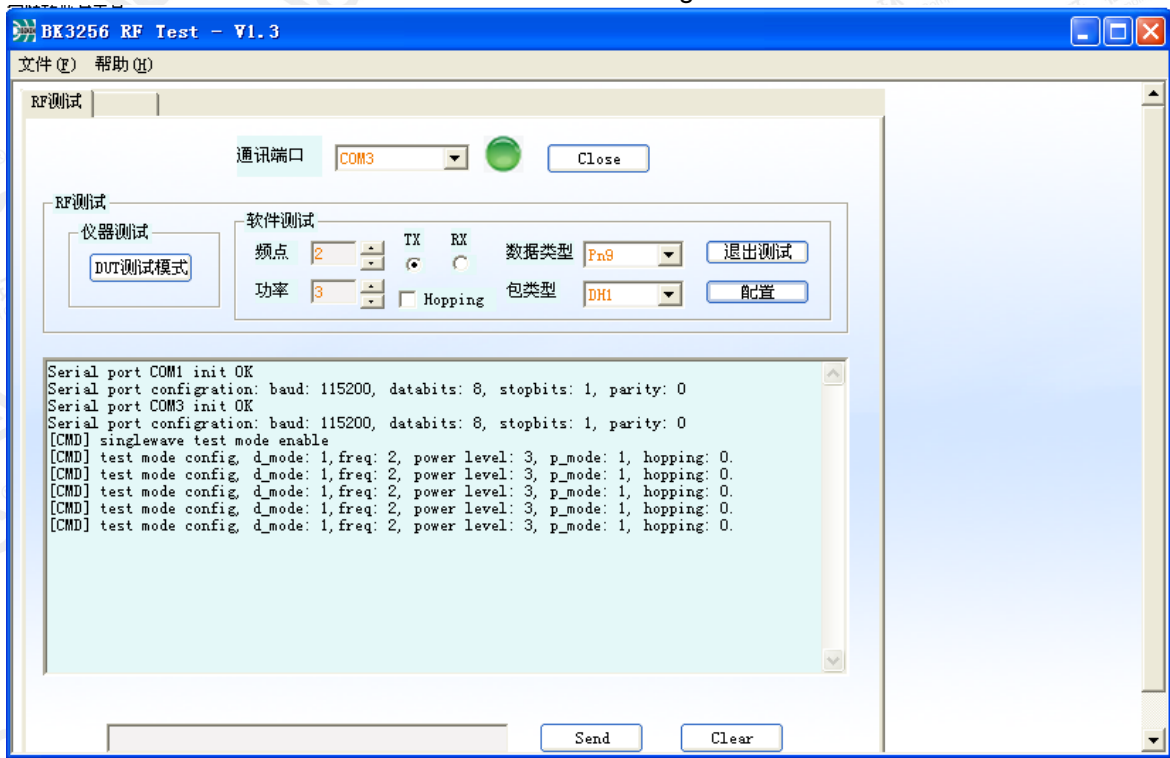 BK3256 RF Test - V1.3
文件(F) 帮助(H)
RF测试
通讯端口 COM3 Close
RF测试
仪器测试
DUT测试模式
软件测试
频点 2 TX RX 数据类型 Pn9 退出测试
功率 3 Hopping 包类型 DH1 配置
Serial port COM1 init OK
Serial port configration: baud: 115200, databits: 8, stopbits: 1, parity: 0
Serial port COM3 init OK
Serial port configration: baud: 115200, databits: 8, stopbits: 1, parity: 0
[CMD] singlewave test mode enable
[CMD] test mode config, d_mode: 1,freq: 2, power level: 3, p_mode: 1, hopping: 0.
[CMD] test mode config, d_mode: 1,freq: 2, power level: 3, p_mode: 1, hopping: 0.
[CMD] test mode config, d_mode: 1,freq: 2, power level: 3, p_mode: 1, hopping: 0.
[CMD] test mode config, d_mode: 1,freq: 2, power level: 3, p_mode: 1, hopping: 0.
[CMD] test mode config, d_mode: 1,freq: 2, power level: 3, p_mode: 1, hopping: 0.
Send Clear